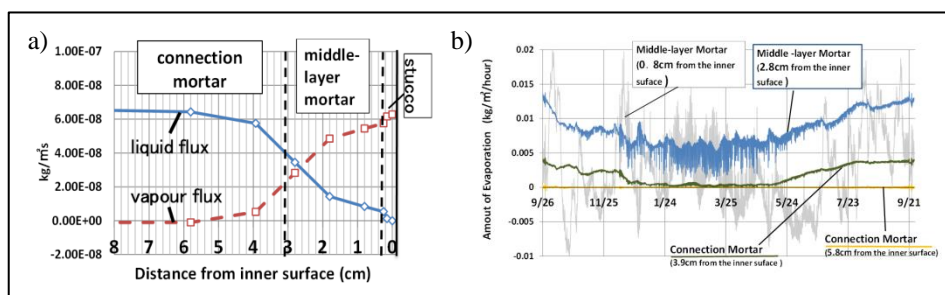 a)
1.00E-07
8.00E-08
6.00E-08
4.00E-08
2.00E-08
0.00E+00
-2.00E-08
kg/m²s
connection
mortar
middle-
layer
mortar
stucco
liquid flux
vapour flux
8 7 6 5 4 3 2 1 0
Distance from inner surface (cm)
b)
0.02
0.015
0.01
0.005
0
-0.005
-0.01
Amout of Evaporation (kg/㎡/hour)
Middle-layer Mortar
(0. 8cm from the inner
suface )
Middle -layer Mortar
(2.8cm from the inner
suface )
9/26 11/25 1/24 3/25 5/24 7/23 9/21
Connection Mortar
(3.9cm from the inner suface )
Connection Mortar
(5.8cm from the inner suface)